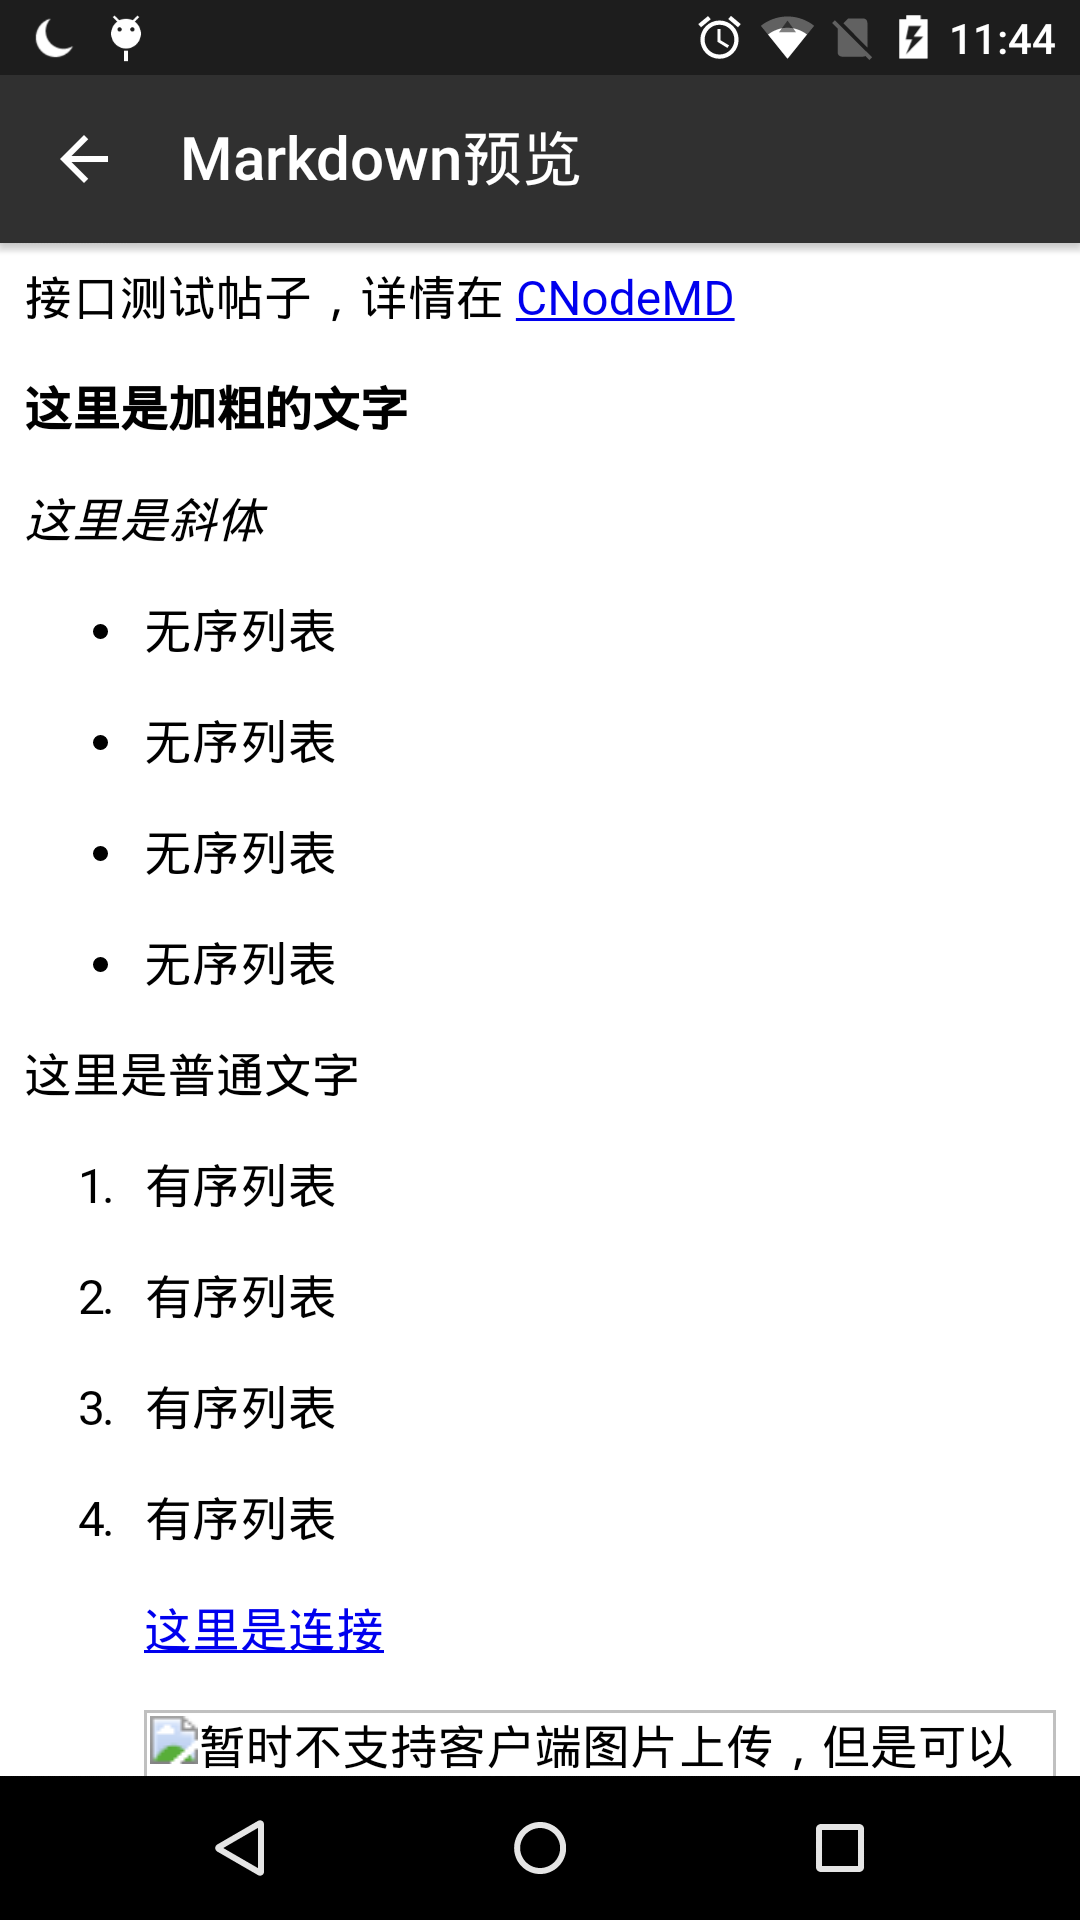 11:44
Markdown预览
接口测试帖子，详情在 CNodeMD
这里是加粗的文字
这里是斜体
• 无序列表
• 无序列表
• 无序列表
• 无序列表
这里是普通文字
1. 有序列表
2. 有序列表
3. 有序列表
4. 有序列表
这里是连接
暂时不支持客户端图片上传，但是可以